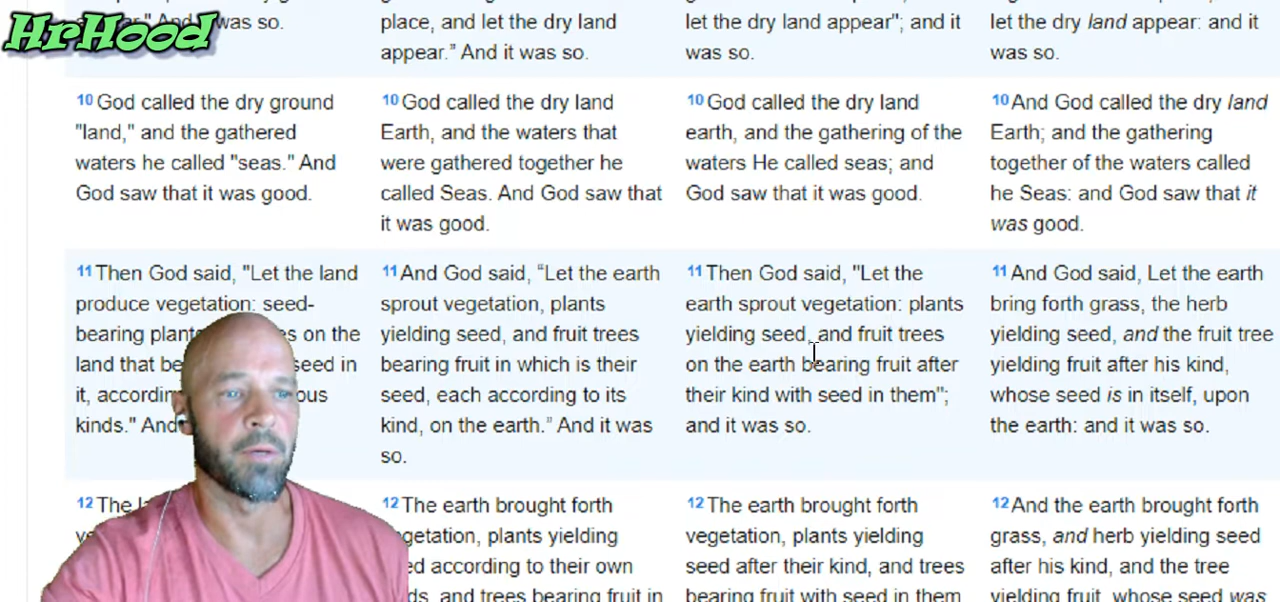 HrHood
was so.
10 God called the dry ground
"land," and the gathered
waters he called "seas." And
God saw that it was good.
11 Then God said, "Let the land
produce vegetation: seed-
bearing on the
land that seed in
it,
kinds." And
12 The
place, and let the dry land
appear." And it was so.
10 God called the dry land
Earth, and the waters that
were gathered together he
called Seas. And God saw that
it was good.
11 And God said, “Let the earth
sprout vegetation, plants
yielding seed, and fruit trees
bearing fruit in which is their
seed, each according to its
kind, on the earth.” And it was
so.
12 The earth brought forth
plants yielding
according to their own
and trees bearing fruit in
let the dry land appear"; and it
was so.
10 God called the dry land
earth, and the gathering of the
waters He called seas; and
God saw that it was good.
11 Then God said, "Let the
earth sprout vegetation: plants
yielding seed, and fruit trees
on the earth bearing fruit after
their kind with seed in them";
and it was so.
12 The earth brought forth
vegetation, plants yielding
seed after their kind, and trees
bearing fruit with seed in them
let the dry land appear: and it
was so.
10 And God called the dry land
Earth; and the gathering
together of the waters called
he Seas: and God saw that it
was good.
11 And God said, Let the earth
bring forth grass, the herb
yielding seed, and the fruit tree
yielding fruit after his kind,
whose seed is in itself, upon
the earth: and it was so.
12 And the earth brought forth
grass, and herb yielding seed
after his kind, and the tree
yielding fruit, whose seed was